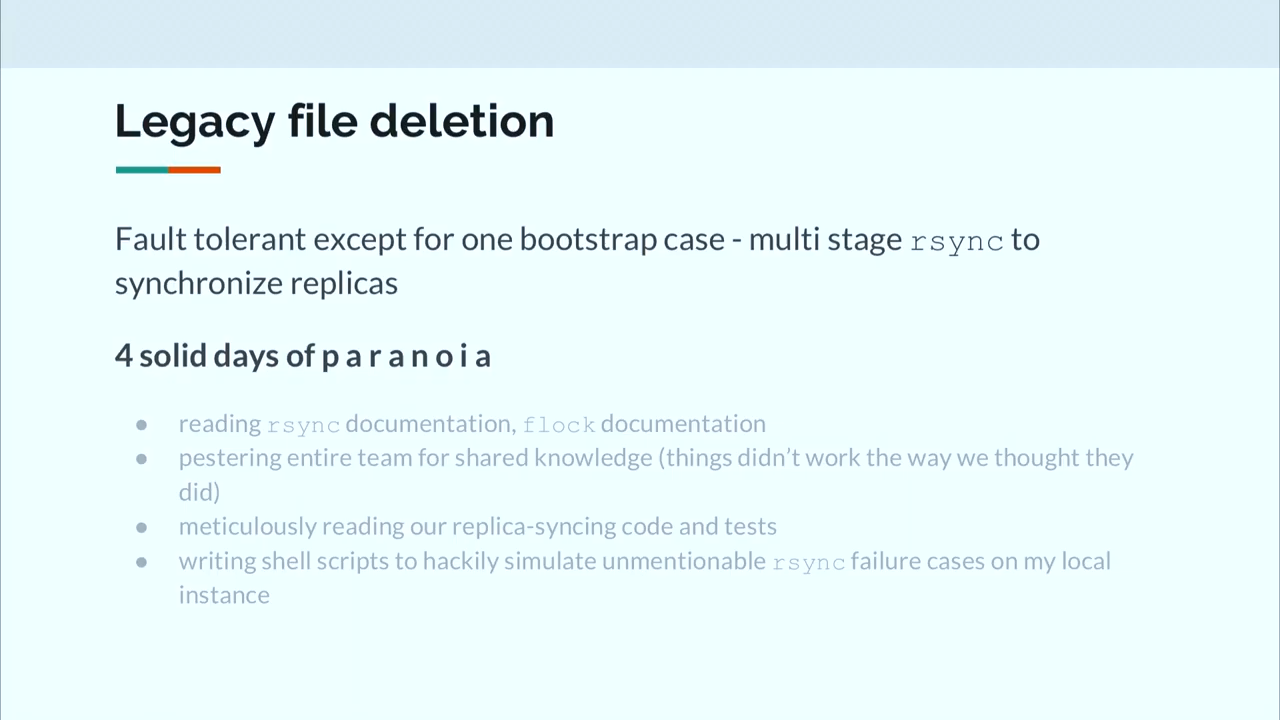 Legacy file deletion
Fault tolerant except for one bootstrap case - multi stage rsync to
synchronize replicas
4 solid days of p a r a n o i a
● reading rsync documentation, flock documentation
● pestering entire team for shared knowledge (things didn’t work the way we thought they
did)
● meticulously reading our replica-syncing code and tests
● writing shell scripts to hackily simulate unmentionable rsync failure cases on my local
instance